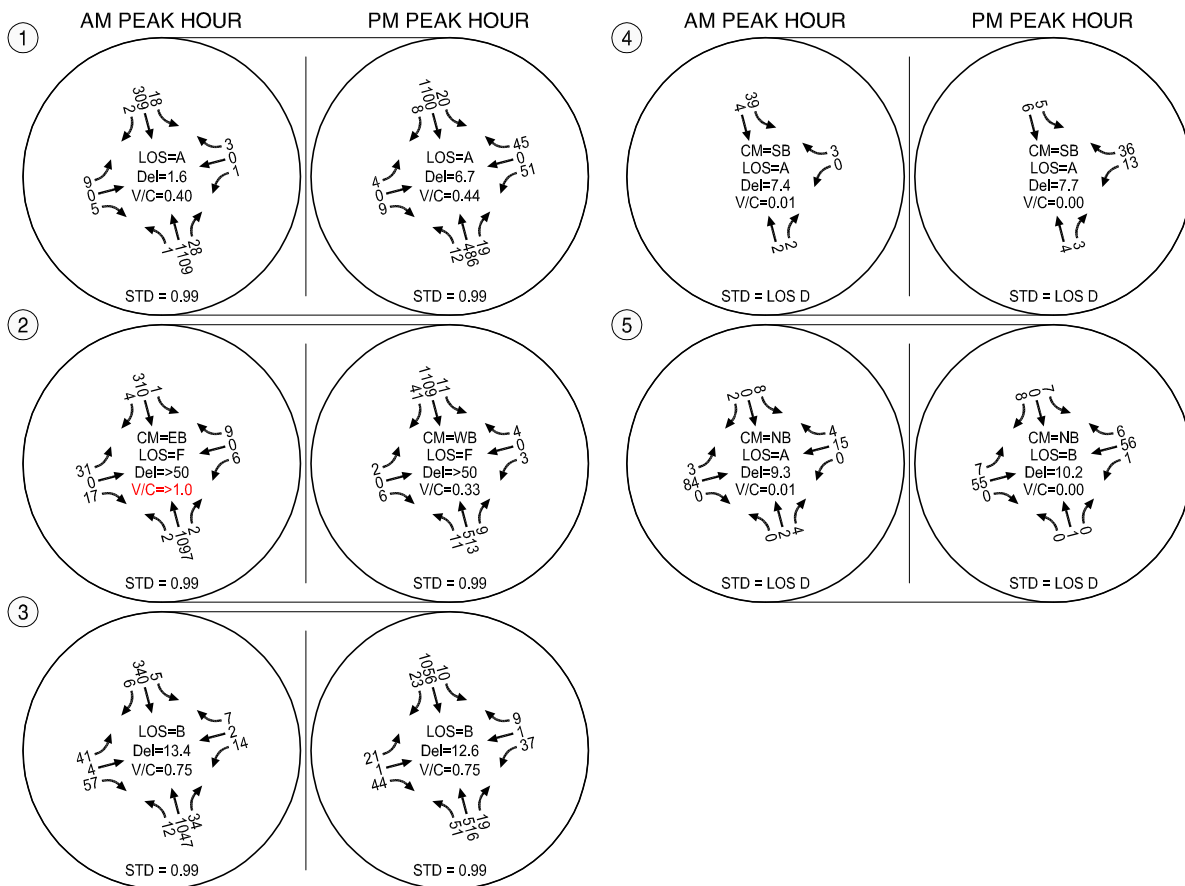 AM PEAK HOUR
PM PEAK HOUR
1
2
309
18
3
0
1
9
0
5
1
1109
28
LOS=A
Del=1.6
V/C=0.40
STD = 0.99
8
1100
20
45
0
51
4
0
9
12
486
19
LOS=A
Del=6.7
V/C=0.44
STD = 0.99
2
4
310
1
9
0
6
31
0
17
2
1097
2
CM=EB
LOS=F
Del=>50
V/C=>1.0
STD = 0.99
41
1109
11
4
0
3
2
0
6
11
513
9
CM=WB
LOS=F
Del=>50
V/C=0.33
STD = 0.99
3
6
340
5
7
2
14
41
4
57
12
1047
34
LOS=B
Del=13.4
V/C=0.75
STD = 0.99
23
1056
10
9
1
37
21
1
44
51
516
19
LOS=B
Del=12.6
V/C=0.75
STD = 0.99
AM PEAK HOUR
PM PEAK HOUR
4
4
39
3
0
2
2
CM=SB
LOS=A
Del=7.4
V/C=0.01
STD = LOS D
6
5
36
13
4
3
CM=SB
LOS=A
Del=7.7
V/C=0.00
STD = LOS D
5
2
0
8
4
15
0
3
84
0
0
2
4
CM=NB
LOS=A
Del=9.3
V/C=0.01
STD = LOS D
8
0
7
6
56
1
7
55
0
0
1
0
CM=NB
LOS=B
Del=10.2
V/C=0.00
STD = LOS D